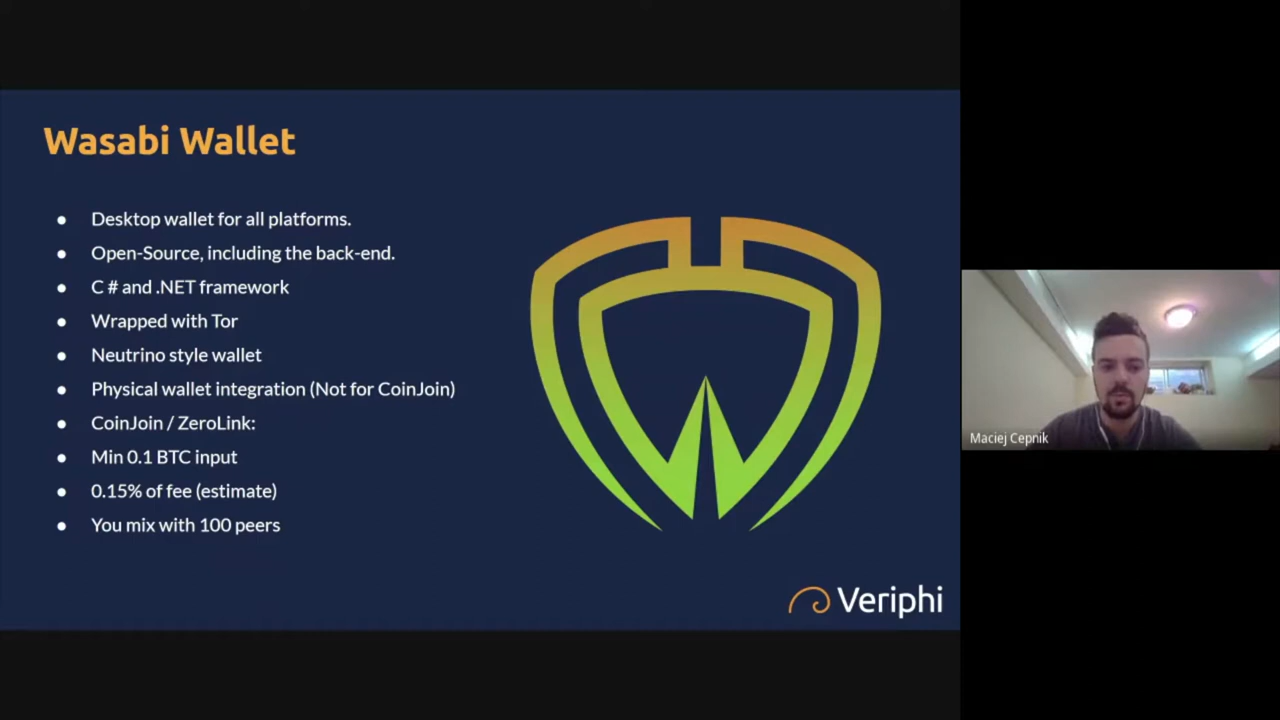 Wasabi Wallet
● Desktop wallet for all platforms.
● Open-Source, including the back-end.
● C # and .NET framework
● Wrapped with Tor
● Neutrino style wallet
● Physical wallet integration (Not for CoinJoin)
● CoinJoin / ZeroLink:
● Min 0.1 BTC input
● 0.15% of fee (estimate)
● You mix with 100 peers
Veriphi
Maciej Cepnik